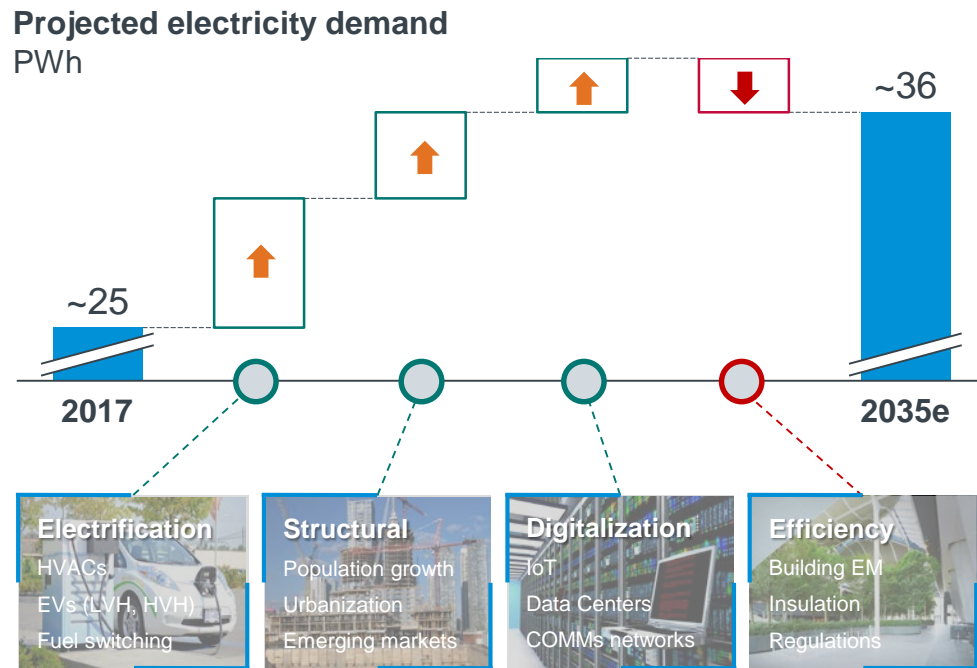 Projected electricity demand
PWh
~36
~25
2017
2035e
Electrification
HVACs
EVs (LVH, HVH)
Fuel switching
Structural
Population growth
Urbanization
Emerging markets
Digitalization
IoT
Data Centers
COMMs networks
Efficiency
Building EM
Insulation
Regulations